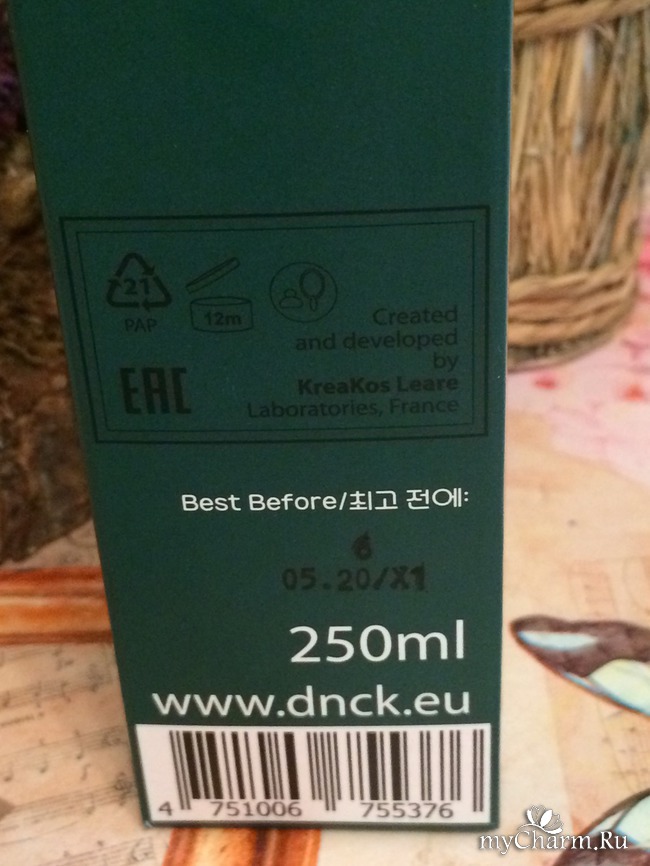 21
PAP
12m
Created
and developed
by
KreaKos Leare
Laboratories, France
EAC
Best Before/최고 전에:
6
05.20/X1
250ml
www.dnck.eu
4 751006 755376
myCharm.Ru